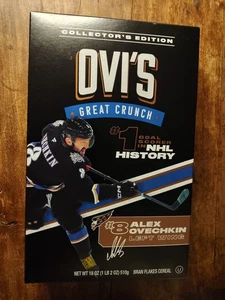 COLLECTOR'S EDITION
OVI'S
GREAT CRUNCH
#1
GOAL
SCORER
IN NHL
HISTORY
#8 ALEX
OVECHKIN
LEFT WING
NET WT 18 OZ (1 LB 2 OZ) 510g
BRAN FLAKES CEREAL